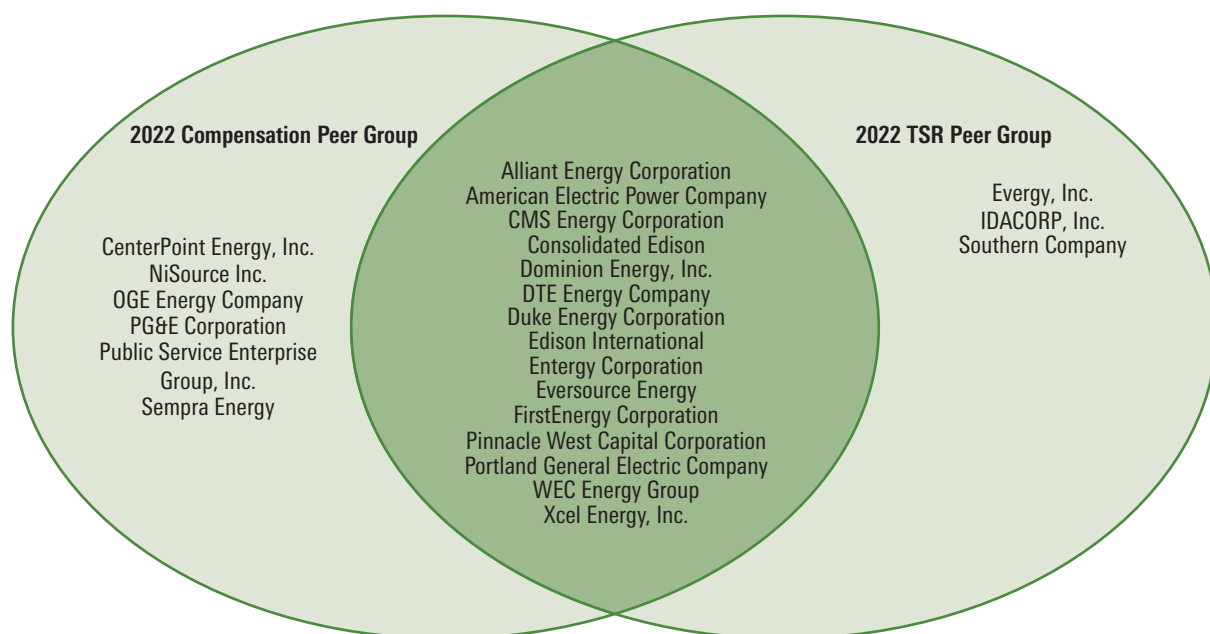 2022 Compensation Peer Group
CenterPoint Energy, Inc.
NiSource Inc.
OGE Energy Company
PG&E Corporation
Public Service Enterprise
Group, Inc.
Sempra Energy
Alliant Energy Corporation
American Electric Power Company
CMS Energy Corporation
Consolidated Edison
Dominion Energy, Inc.
DTE Energy Company
Duke Energy Corporation
Edison International
Entergy Corporation
Eversource Energy
FirstEnergy Corporation
Pinnacle West Capital Corporation
Portland General Electric Company
WEC Energy Group
Xcel Energy, Inc.
2022 TSR Peer Group
Evergy, Inc.
IDACORP, Inc.
Southern Company